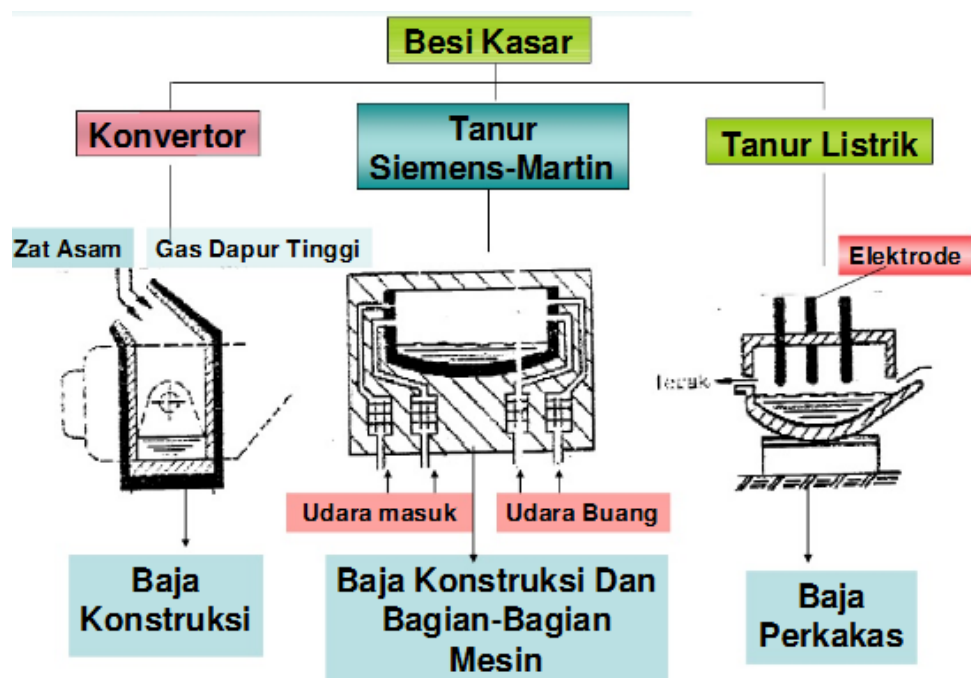 Besi Kasar
Konvertor
Tanur
Siemens-Martin
Tanur Listrik
Zat Asam
Gas Dapur Tinggi
Elektrode
Terak
Udara masuk
Udara Buang
Baja
Konstruksi
Baja Konstruksi Dan
Bagian-Bagian
Mesin
Baja
Perkakas